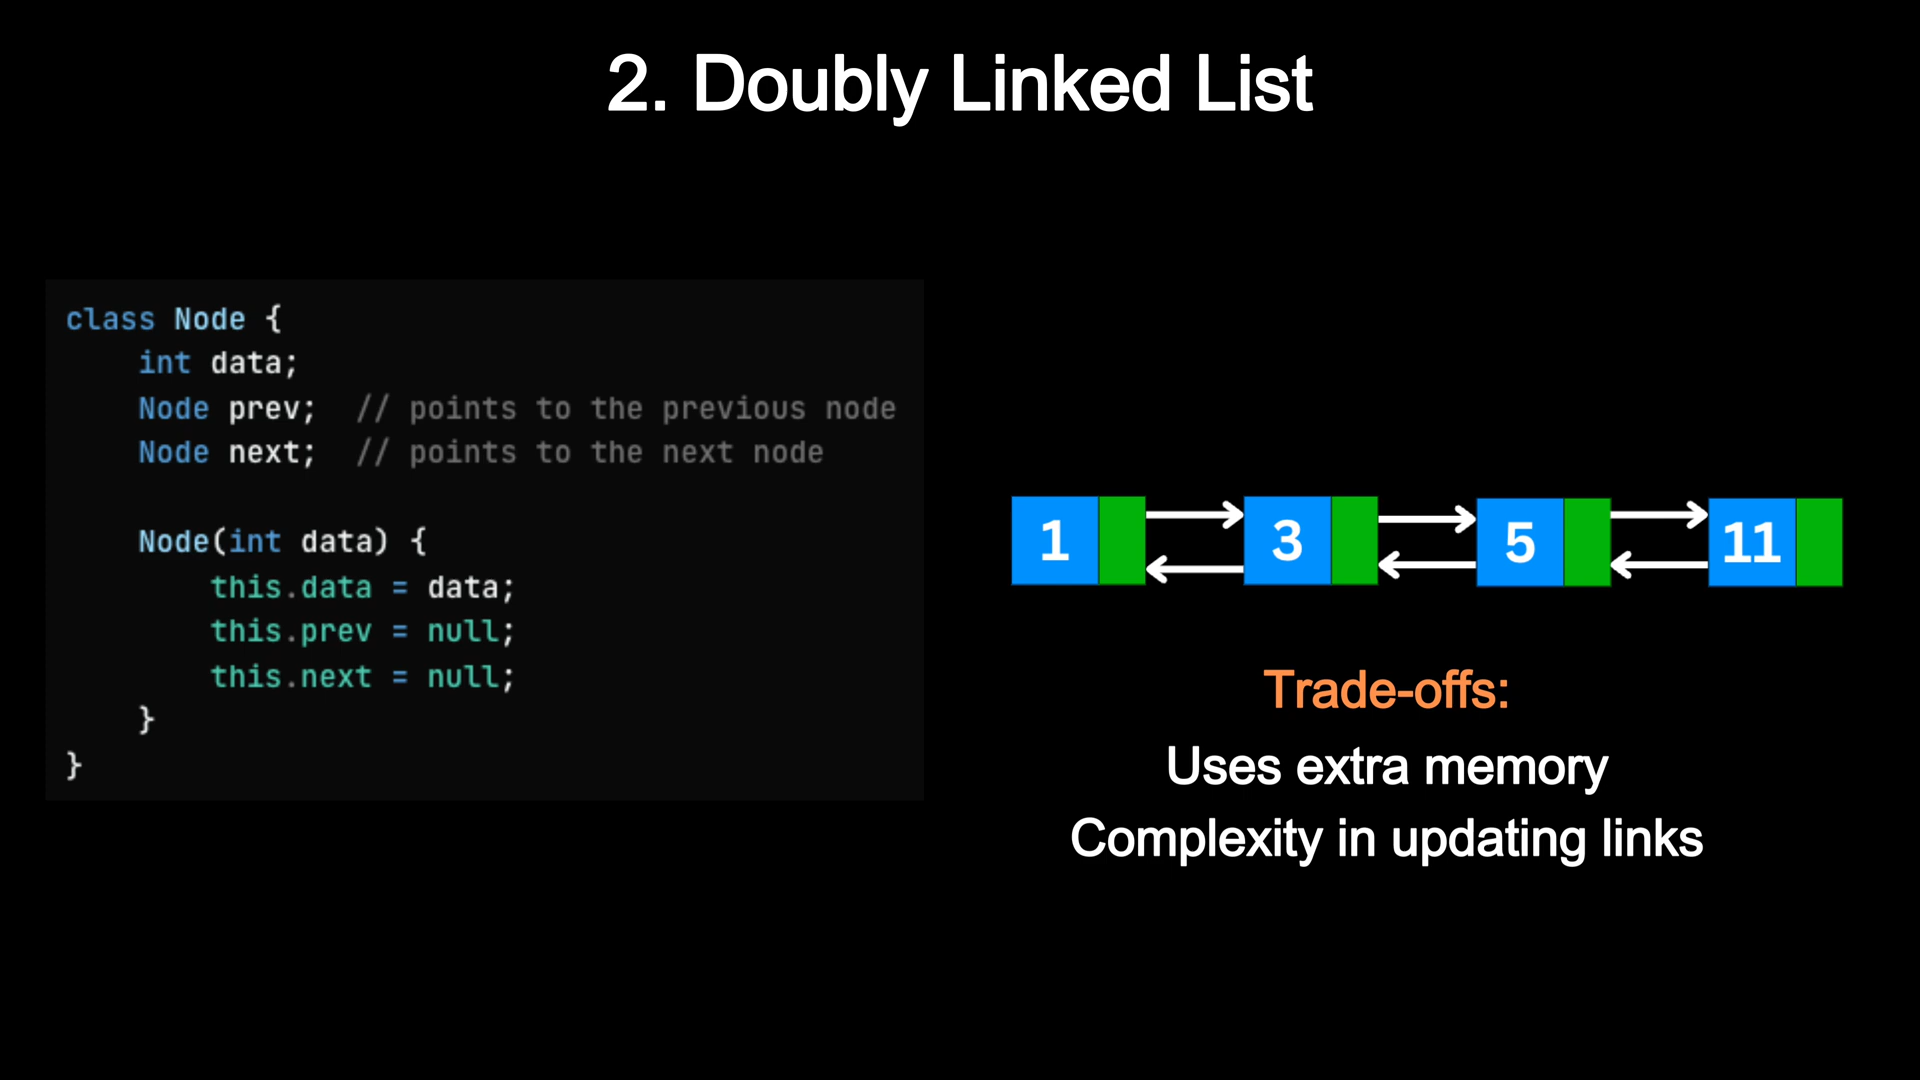 2. Doubly Linked List
class Node {
    int data;
    Node prev;  // points to the previous node
    Node next;  // points to the next node
    Node(int data) {
        this.data = data;
        this.prev = null;
        this.next = null;
    }
}
1 3 5 11
Trade-offs:
Uses extra memory
Complexity in updating links